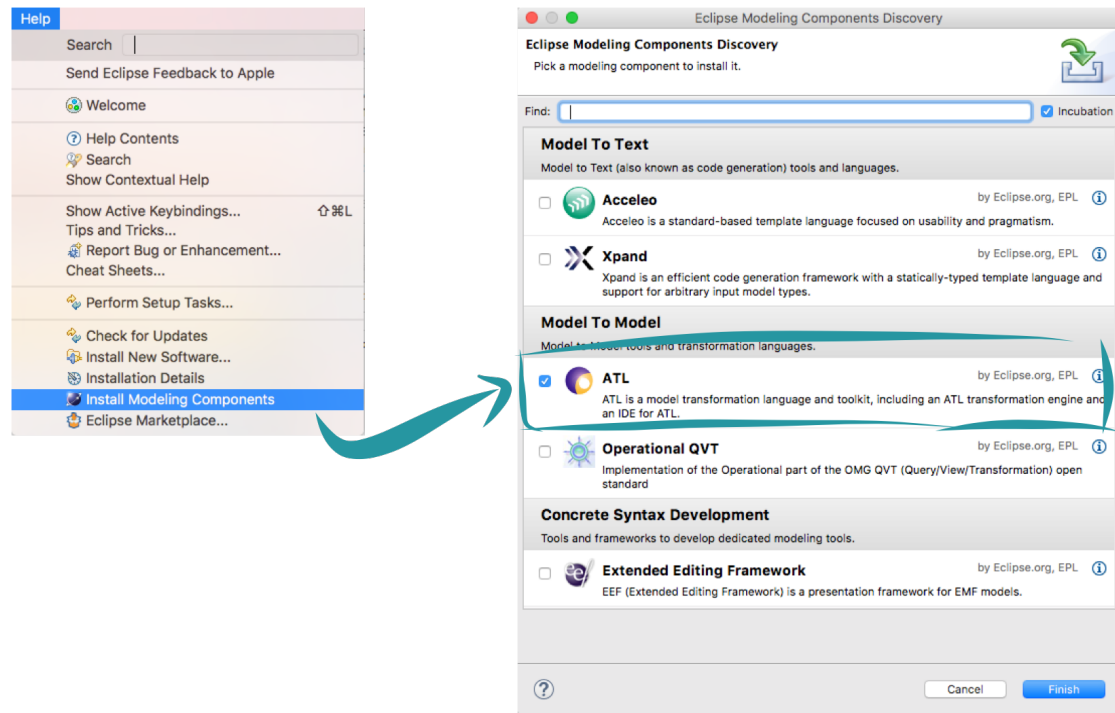 Help
Search
Send Eclipse Feedback to Apple
Welcome
Help Contents
Search
Show Contextual Help
Show Active Keybindings... ⇧⌘L
Tips and Tricks...
Report Bug or Enhancement...
Cheat Sheets...
Perform Setup Tasks...
Check for Updates
Install New Software...
Installation Details
Install Modeling Components
Eclipse Marketplace...
Eclipse Modeling Components Discovery
Eclipse Modeling Components Discovery
Pick a modeling component to install it.
Find: Incubation
Model To Text
Model to Text (also known as code generation) tools and languages.
Acceleo by Eclipse.org, EPL
Acceleo is a standard-based template language focused on usability and pragmatism.
Xpand by Eclipse.org, EPL
Xpand is an efficient code generation framework with a statically-typed template language and
support for arbitrary input model types.
Model To Model
Model to Model tools and transformation languages.
ATL by Eclipse.org, EPL
ATL is a model transformation language and toolkit, including an ATL transformation engine and
an IDE for ATL.
Operational QVT by Eclipse.org, EPL
Implementation of the Operational part of the OMG QVT (Query/View/Transformation) open
standard
Concrete Syntax Development
Tools and frameworks to develop dedicated modeling tools.
Extended Editing Framework by Eclipse.org, EPL
EEF (Extended Editing Framework) is a presentation framework for EMF models.
? Cancel Finish